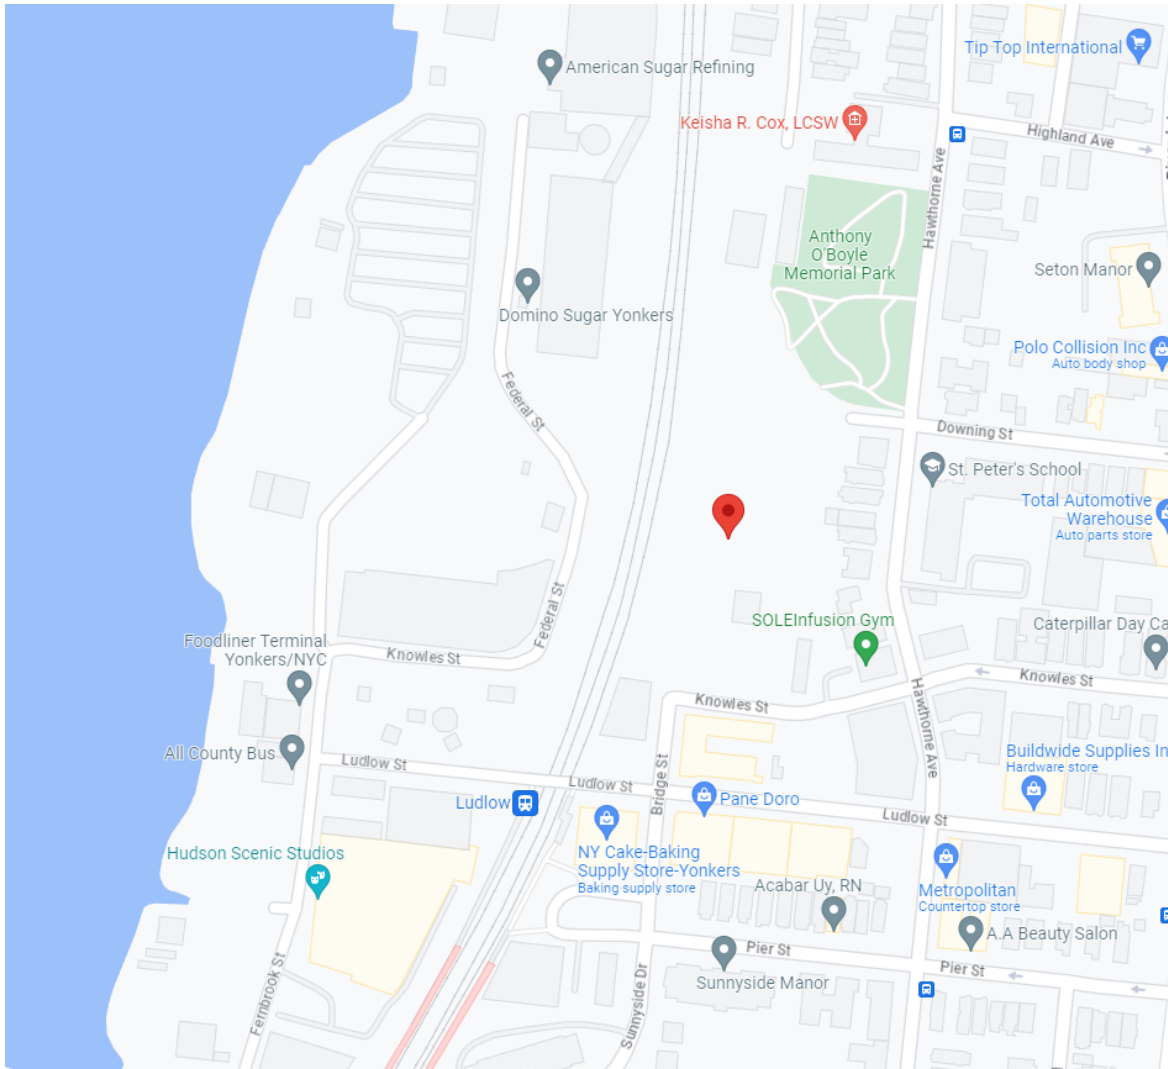 Tip Top International
American Sugar Refining
Keisha R. Cox, LCSW
Highland Ave
Hawthorne Ave
Anthony
O'Boyle
Memorial Park
Seton Manor
Domino Sugar Yonkers
Polo Collision Inc
Auto body shop
Federal St
Downing St
St. Peter's School
Total Automotive
Warehouse
Auto parts store
Federal St
SOLEInfusion Gym
Caterpillar Day Ca
Foodliner Terminal
Yonkers/NYC
Knowles St
Knowles St
Knowles St
Hawthorne Ave
All County Bus
Ludlow St
Buildwide Supplies In
Hardware store
Bridge St
Ludlow St
Ludlow
Pane Doro
Ludlow St
Hudson Scenic Studios
NY Cake-Baking
Supply Store-Yonkers
Baking supply store
Acabar Uy, RN
Metropolitan
Countertop store
A.A Beauty Salon
Pier St
Pier St
Sunnyside Manor
Fernbrook St
Sunnyside Dr